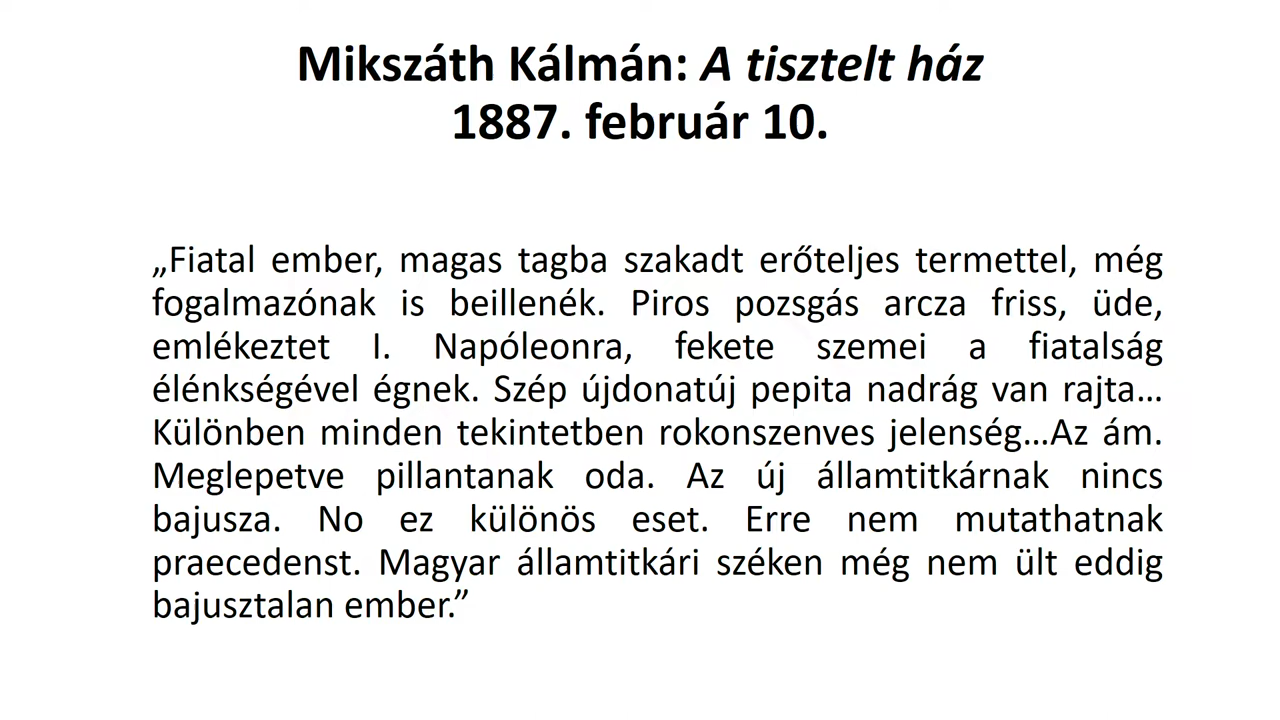 Mikszáth Kálmán: A tisztelt ház
1887. február 10.
„Fiatal ember, magas tagba szakadt erőteljes termettel, még
fogalmazónak is beillenék. Piros pozsgás arcza friss, üde,
emlékeztet I. Napóleonra, fekete szemei a fiatalság
élénkségével égnek. Szép újdonatúj pepita nadrág van rajta…
Különben minden tekintetben rokonszenves jelenség…Az ám.
Meglepetve pillantanak oda. Az új államtitkárnak nincs
bajusza. No ez különös eset. Erre nem mutathatnak
praecedenst. Magyar államtitkári széken még nem ült eddig
bajusztalan ember.”